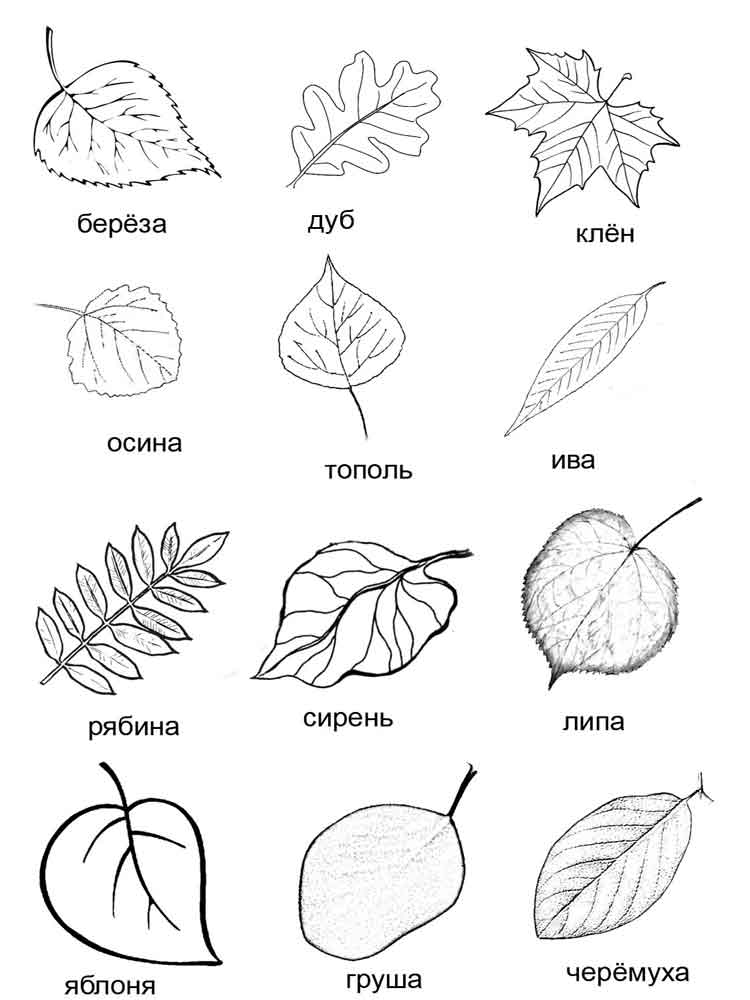 берёза
дуб
клён
осина
тополь
ива
рябина
сирень
липа
яблоня
груша
черёмуха